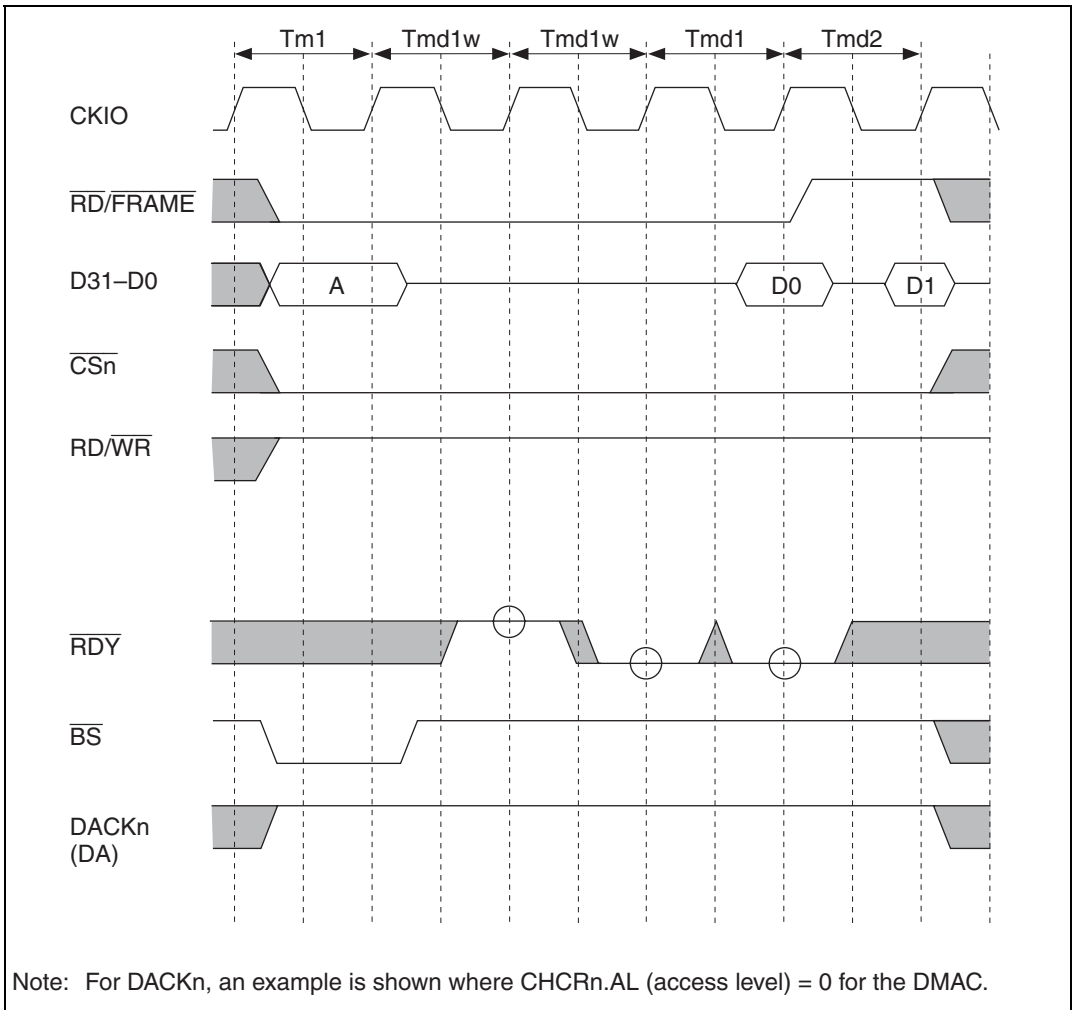 Tm1 Tmd1w Tmd1w Tmd1 Tmd2
CKIO
RD/FRAME
D31–D0 A D0 D1
CSn
RD/WR
RDY
BS
DACKn
(DA)
Note: For DACKn, an example is shown where CHCRn.AL (access level) = 0 for the DMAC.